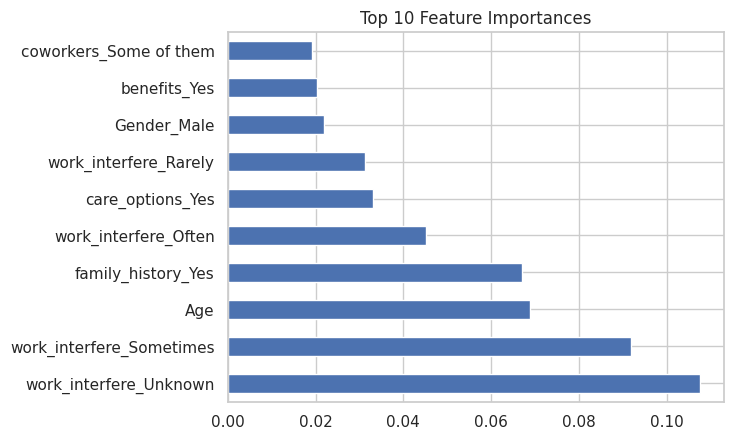 Top 10 Feature Importances
coworkers_Some of them
benefits_Yes
Gender_Male
work_interfere_Rarely
care_options_Yes
work_interfere_Often
family_history_Yes
Age
work_interfere_Sometimes
work_interfere_Unknown
0.00 0.02 0.04 0.06 0.08 0.10